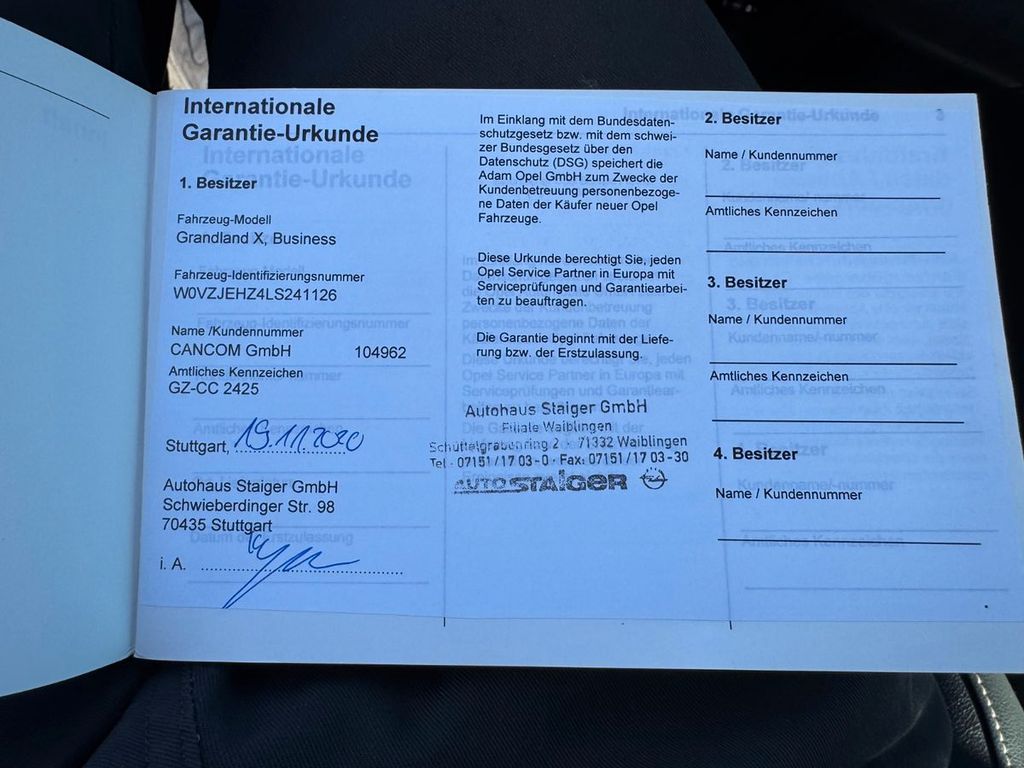 Internationale
Garantie-Urkunde
1. Besitzer
Fahrzeug-Modell
Grandland X, Business
Fahrzeug-Identifizierungsnummer
W0VZJEHZ4LS241126
Name /Kundennummer
CANCOM GmbH 104962
Amtliches Kennzeichen
GZ-CC 2425
Stuttgart, 19.11.2020
Autohaus Staiger GmbH
Schwieberdinger Str. 98
70435 Stuttgart
i. A.
Im Einklang mit dem Bundesdaten-
schutzgesetz bzw. mit dem schwei-
zer Bundesgesetz über den
Datenschutz (DSG) speichert die
Adam Opel GmbH zum Zwecke der
Kundenbetreuung personenbezoge-
ne Daten der Käufer neuer Opel
Fahrzeuge.
Diese Urkunde berechtigt Sie, jeden
Opel Service Partner in Europa mit
Serviceprüfungen und Garantiearbei-
ten zu beauftragen.
Die Garantie beginnt mit der Liefe-
rung bzw. der Erstzulassung.
Autohaus Staiger GmbH
Filiale Waiblingen
Schüttelgrabenring 2 · 71332 Waiblingen
Tel · 07151/17 03-0 · Fax: 07151/17 03-30
AUTO STAIGER
2. Besitzer
Name / Kundennummer
Amtliches Kennzeichen
3. Besitzer
Name / Kundennummer
Amtliches Kennzeichen
4. Besitzer
Name / Kundennummer